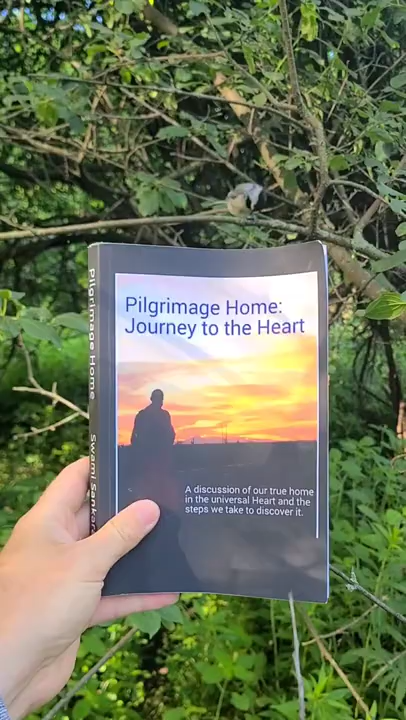 Pilgrimage Home:
Journey to the Heart
A discussion of our true home
in the universal Heart and the
steps we take to discover it.
Pilgrimage Home
Swami Sankar